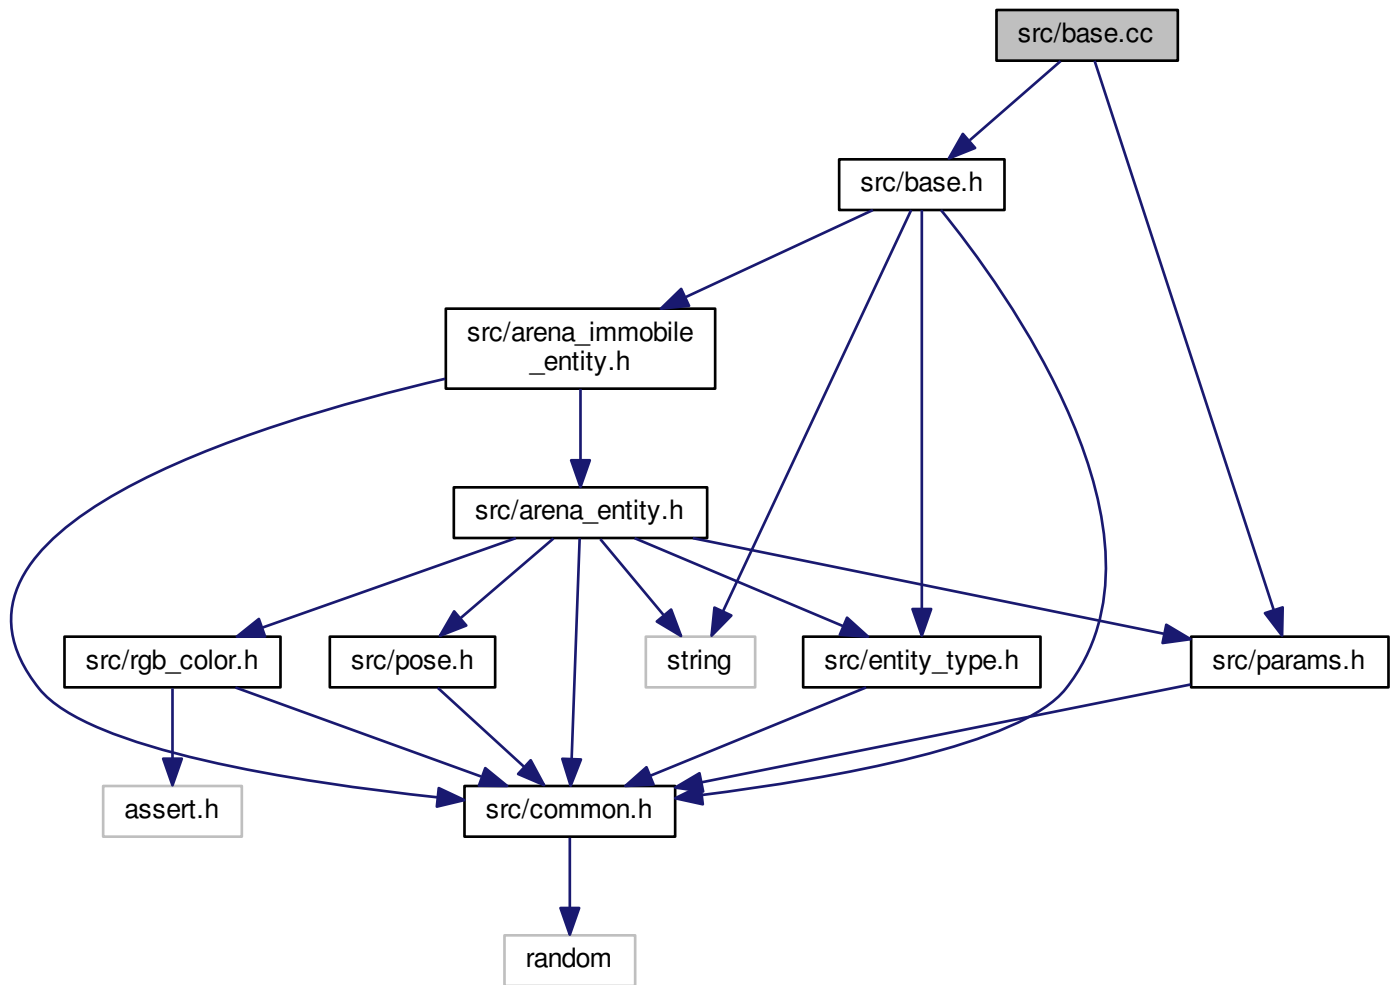 src/base.cc
src/base.h
src/arena_immobile
_entity.h
src/arena_entity.h
src/rgb_color.h
src/pose.h
string
src/entity_type.h
src/params.h
assert.h
src/common.h
random